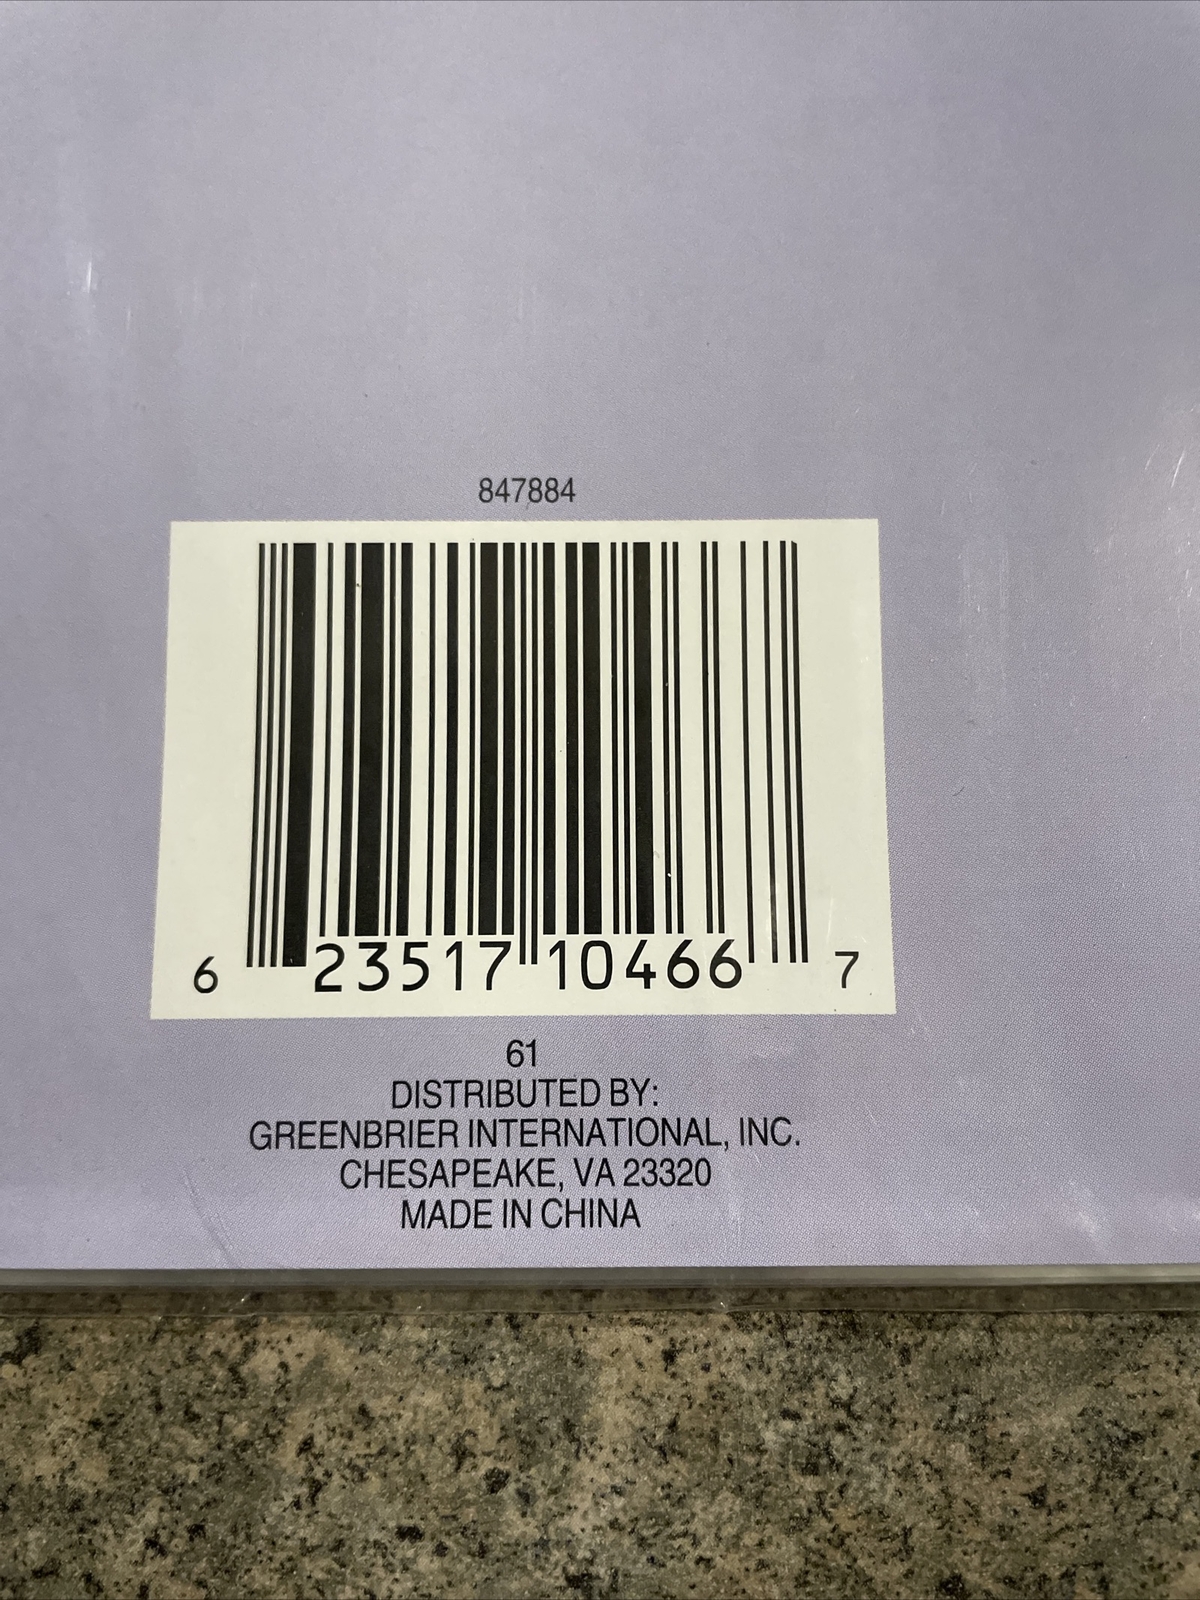 847884
6 23517 10466 7
61
DISTRIBUTED BY:
GREENBRIER INTERNATIONAL, INC.
CHESAPEAKE, VA 23320
MADE IN CHINA